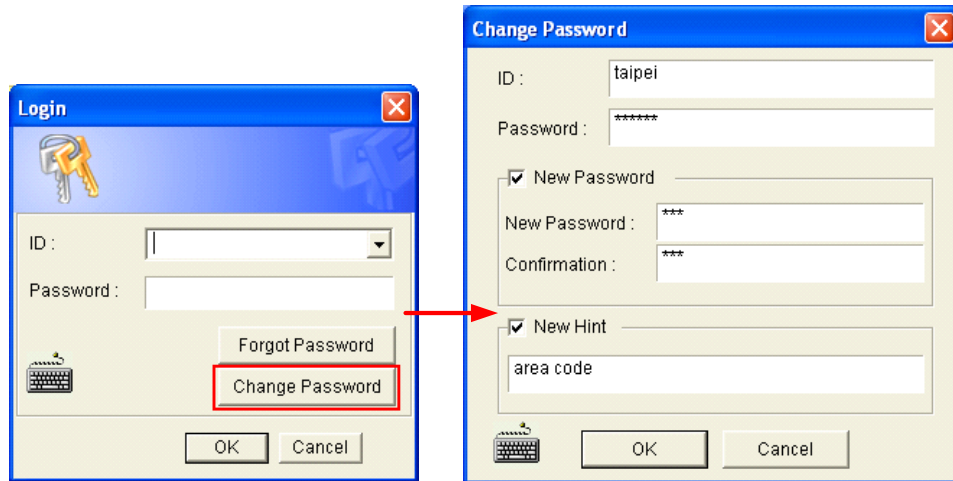 Login
ID :
Password :
Forgot Password
Change Password
OK Cancel
Change Password
ID : taipei
Password : ******
New Password
New Password : ***
Confirmation : ***
New Hint
area code
OK Cancel